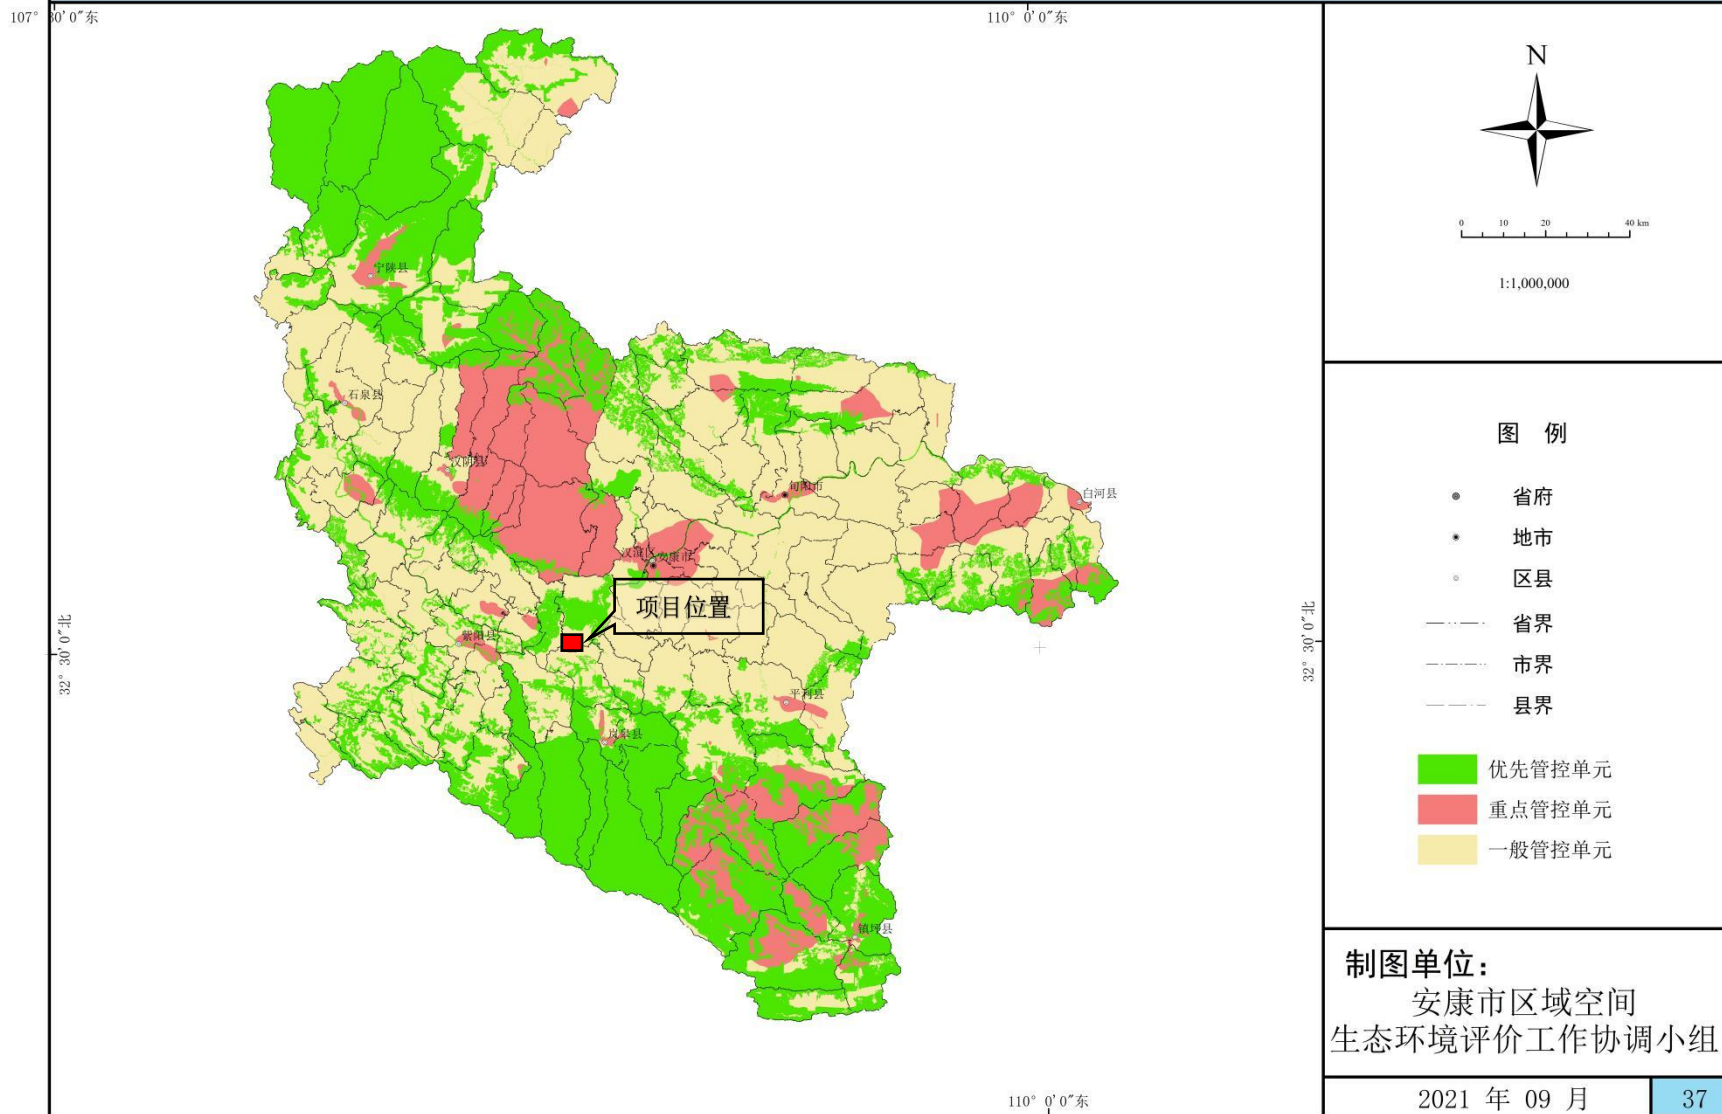 107° 30′ 0″东
110° 0′ 0″东
N
0 10 20 40 km
1:1,000,000
宁陕县
石泉县
汉阴县
旬阳市
白河县
汉滨区
安康市
项目位置
紫阳县
平利县
岚皋县
镇坪县
32° 30′ 0″北
32° 30′ 0″北
图 例
省府
地市
区县
省界
市界
县界
优先管控单元
重点管控单元
一般管控单元
制图单位：
安康市区域空间
生态环境评价工作协调小组
2021 年 09 月
37
110° 0′ 0″东